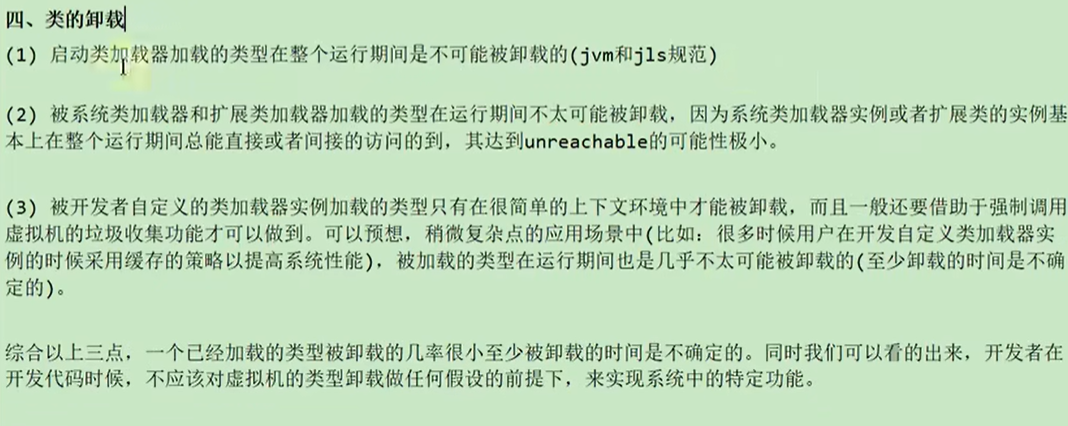 四、类的卸载
(1) 启动类加载器加载的类型在整个运行期间是不可能被卸载的(jvm和jls规范)
(2) 被系统类加载器和扩展类加载器加载的类型在运行期间不太可能被卸载，因为系统类加载器实例或者扩展类的实例基
本上在整个运行期间总能直接或者间接的访问的到，其达到unreachable的可能性极小。
(3) 被开发者自定义的类加载器实例加载的类型只有在很简单的上下文环境中才能被卸载，而且一般还要借助于强制调用
虚拟机的垃圾收集功能才可以做到。可以预想，稍微复杂点的应用场景中(比如：很多时候用户在开发自定义类加载器实
例的时候采用缓存的策略以提高系统性能)，被加载的类型在运行期间也是几乎不太可能被卸载的(至少卸载的时间是不确
定的)。
综合以上三点，一个已经加载的类型被卸载的几率很小至少被卸载的时间是不确定的。同时我们可以看的出来，开发者在
开发代码时候，不应该对虚拟机的类型卸载做任何假设的前提下，来实现系统中的特定功能。